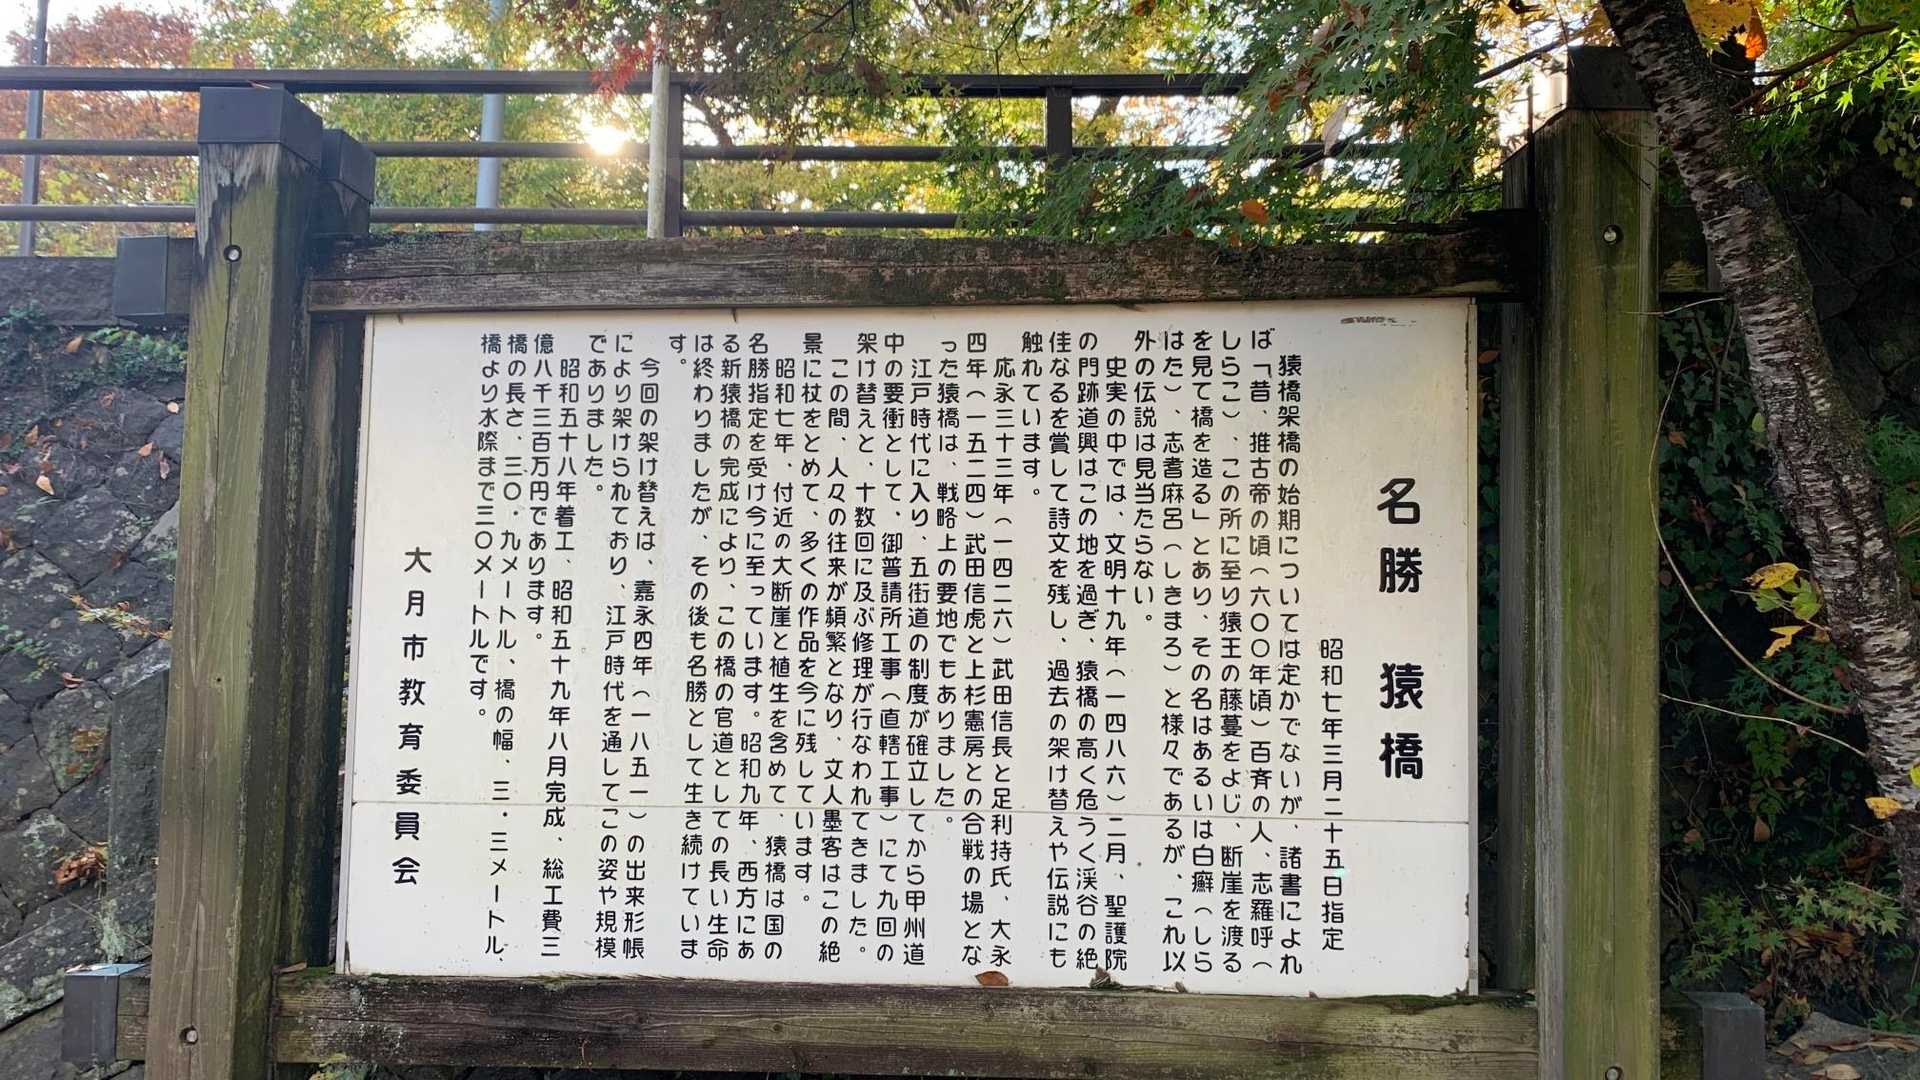 名勝 猿橋
昭和七年三月二十五日指定
猿橋架橋の始期については定かでないが、諸書によれ
ば「昔、推古帝の頃（六〇〇年頃）百斉の人、志羅呼（
しらこ）、この所に至り猿王の藤蔓をよじ、断崖を渡る
を見て橋を造る」とあり、その名はあるいは白癬（しら
はた）、志耆麻呂（しきまろ）と様々であるが、これ以
外の伝説は見当たらない。
史実の中では、文明十九年（一四八六）二月、聖護院
の門跡道興はこの地を過ぎ、猿橋の高く危うく渓谷の絶
佳なるを賞して詩文を残し、過去の架け替えや伝説にも
触れています。
応永三十三年（一四二六）武田信長と足利持氏、大永
四年（一五二四）武田信虎と上杉憲房との合戦の場とな
った猿橋は、戦略上の要地でもありました。
江戸時代に入り、五街道の制度が確立してから甲州道
中の要衝として、御普請所工事（直轄工事）にて九回の
架け替えと、十数回に及ぶ修理が行なわれてきました。
この間、人々の往来が頻繁となり、文人墨客はこの絶
景に杖をとめて、多くの作品を今に残しています。
昭和七年、付近の大断崖と植生を含めて、猿橋は国の
名勝指定を受け今に至っています。昭和九年、西方にあ
る新猿橋の完成により、この橋の官道としての長い生命
は終わりましたが、その後も名勝として生き続けていま
す。
今回の架け替えは、嘉永四年（一八五一）の出来形帳
により架けられており、江戸時代を通してこの姿や規模
でありました。
昭和五十八年着工、昭和五十九年八月完成、総工費三
億八千三百万円であります。
橋の長さ、三〇・九メートル、橋の幅、三・三メートル、
橋より水際まで三〇メートルです。
大月市教育委員会